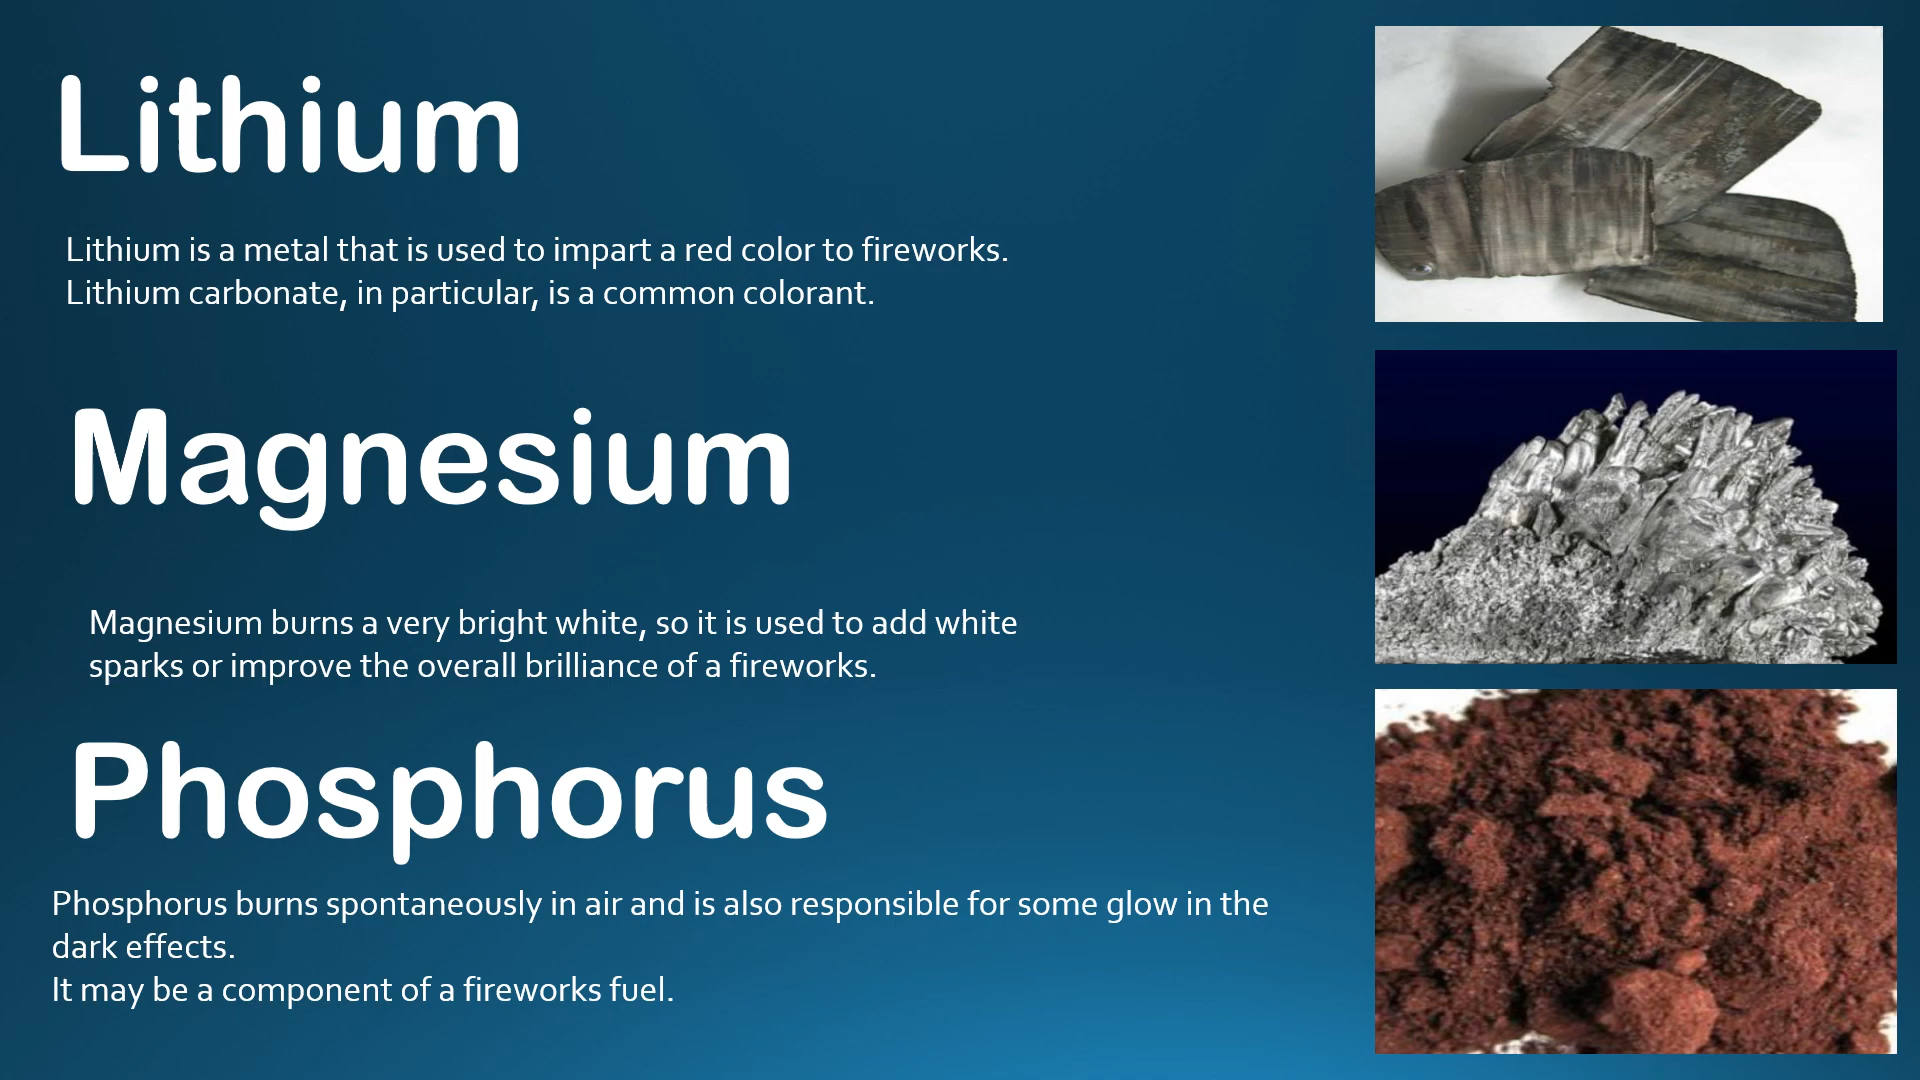 Lithium
Lithium is a metal that is used to impart a red color to fireworks.
Lithium carbonate, in particular, is a common colorant.
Magnesium
Magnesium burns a very bright white, so it is used to add white
sparks or improve the overall brilliance of a fireworks.
Phosphorus
Phosphorus burns spontaneously in air and is also responsible for some glow in the
dark effects.
It may be a component of a fireworks fuel.